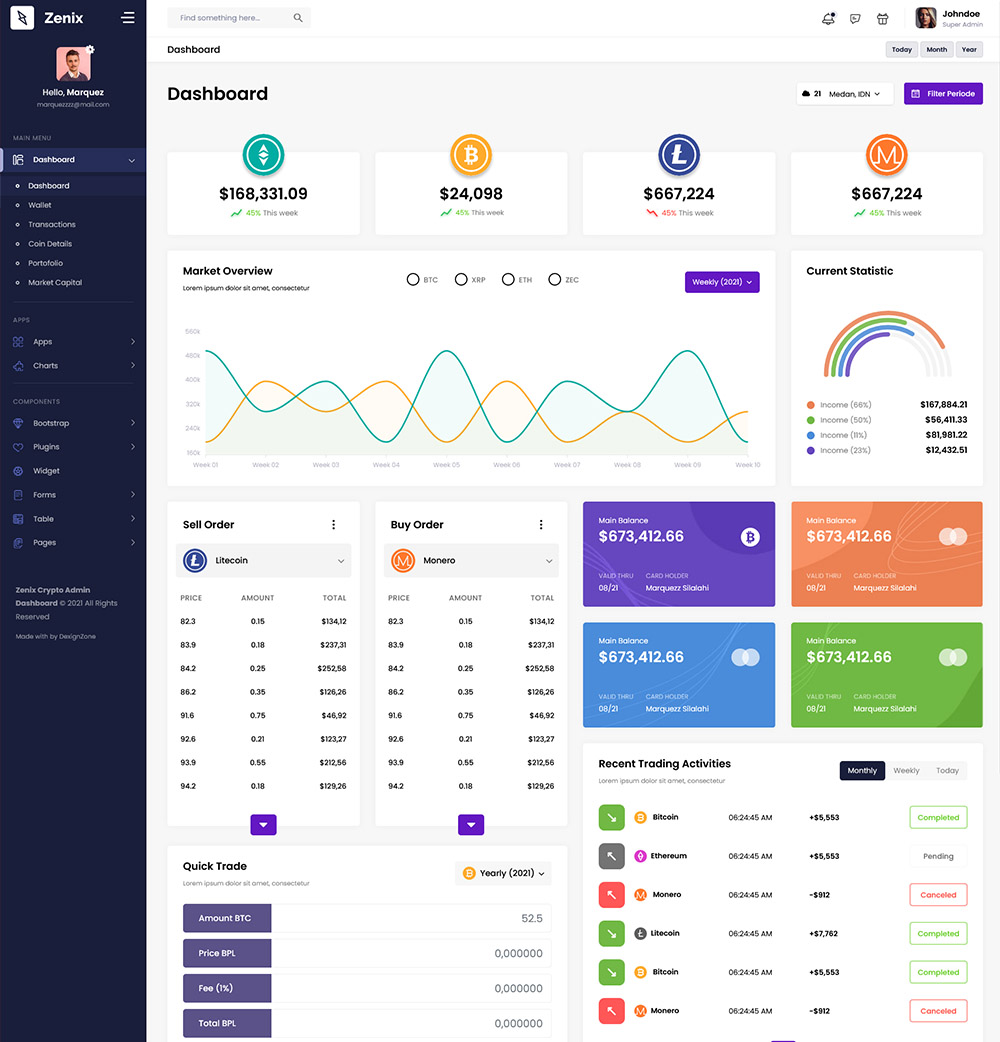 Zenix
Find something here...
Johndoe
Super Admin
Hello, Marquez
marquezzzz@mail.com
MAIN MENU
Dashboard
Dashboard
Wallet
Transactions
Coin Details
Portofolio
Market Capital
APPS
Apps
Charts
COMPONENTS
Bootstrap
Plugins
Widget
Forms
Table
Pages
Zenix Crypto Admin
Dashboard © 2021 All Rights
Reserved
Made with by DexignZone
Dashboard
Today Month Year
Dashboard
21 Medan, IDN
Filter Periode
$168,331.09
45% This week
$24,098
45% This week
$667,224
45% This week
$667,224
45% This week
Market Overview
Lorem ipsum dolor sit amet, consectetur
BTC XRP ETH ZEC
Weekly (2021)
560k
480k
400k
320k
240k
160k
Week 01 Week 02 Week 03 Week 04 Week 05 Week 06 Week 07 Week 08 Week 09 Week 10
Current Statistic
Income (66%) $167,884.21
Income (50%) $56,411.33
Income (11%) $81,981.22
Income (23%) $12,432.51
Sell Order
Litecoin
PRICE AMOUNT TOTAL
82.3 0.15 $134,12
83.9 0.18 $237,31
84.2 0.25 $252,58
86.2 0.35 $126,26
91.6 0.75 $46,92
92.6 0.21 $123,27
93.9 0.55 $212,56
94.2 0.18 $129,26
Buy Order
Monero
PRICE AMOUNT TOTAL
82.3 0.15 $134,12
83.9 0.18 $237,31
84.2 0.25 $252,58
86.2 0.35 $126,26
91.6 0.75 $46,92
92.6 0.21 $123,27
93.9 0.55 $212,56
94.2 0.18 $129,26
Main Balance
$673,412.66
VALID THRU CARD HOLDER
08/21 Marquezz Silalahi
Main Balance
$673,412.66
VALID THRU CARD HOLDER
08/21 Marquezz Silalahi
Main Balance
$673,412.66
VALID THRU CARD HOLDER
08/21 Marquezz Silalahi
Main Balance
$673,412.66
VALID THRU CARD HOLDER
08/21 Marquezz Silalahi
Quick Trade
Lorem ipsum dolor sit amet, consectetur
Yearly (2021)
Amount BTC 52.5
Price BPL 0,000000
Fee (1%) 0,000000
Total BPL 0,000000
Recent Trading Activities
Lorem ipsum dolor sit amet, consectetur
Monthly Weekly Today
Bitcoin 06:24:45 AM +$5,553 Completed
Ethereum 06:24:45 AM +$5,553 Pending
Monero 06:24:45 AM -$912 Canceled
Litecoin 06:24:45 AM +$7,762 Completed
Bitcoin 06:24:45 AM +$5,553 Completed
Monero 06:24:45 AM -$912 Canceled